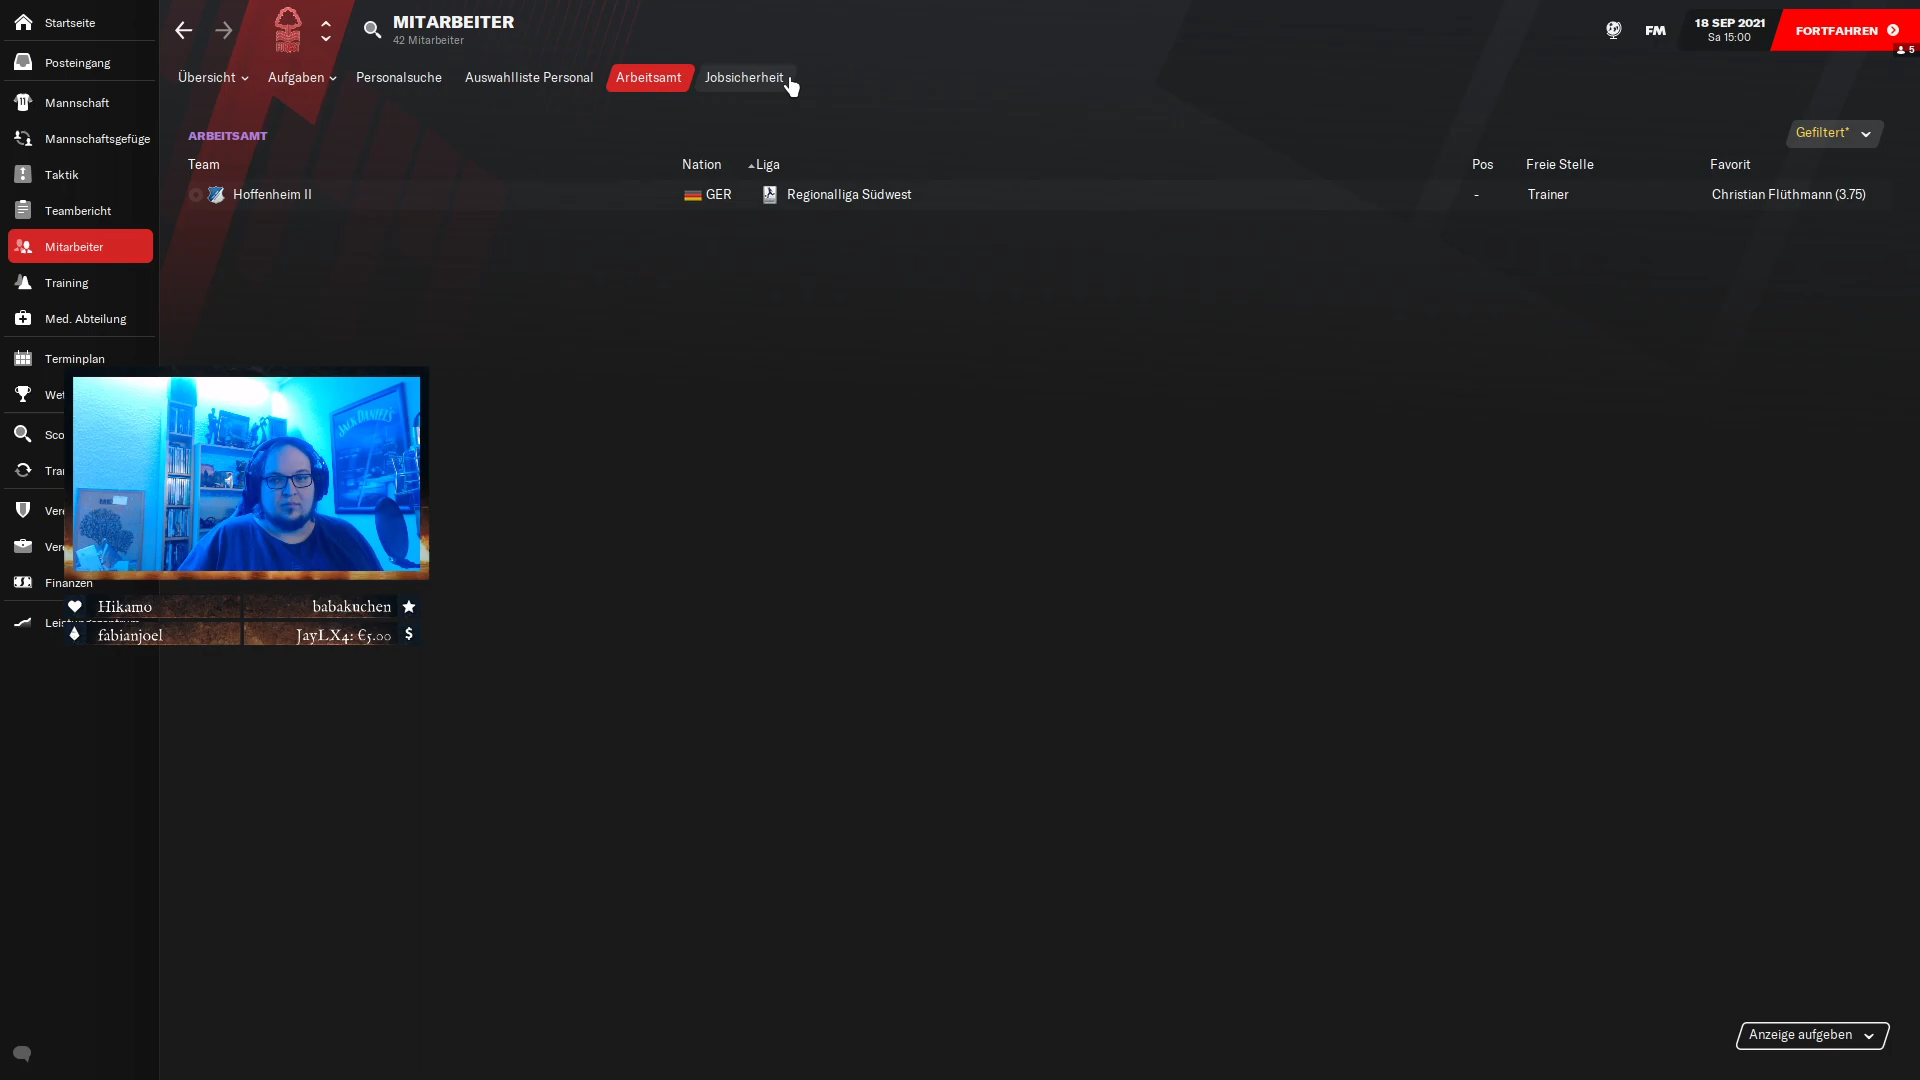 Startseite
Posteingang
Mannschaft
Mannschaftsgefüge
Taktik
Teambericht
Mitarbeiter
Training
Med. Abteilung
Terminplan
Finanzen
MITARBEITER
42 Mitarbeiter
FM
18 SEP 2021
Sa 15:00
FORTFAHREN
5
Übersicht
Aufgaben
Personalsuche
Auswahlliste Personal
Arbeitsamt
Jobsicherheit
ARBEITSAMT
Gefiltert*
Team Nation Liga Pos Freie Stelle Favorit
Hoffenheim II GER Regionalliga Südwest - Trainer Christian Flüthmann (3.75)
JACK DANIEL'S
Hikamo
babakuchen
fabianjoel
JayLX4: €5.00
Anzeige aufgeben